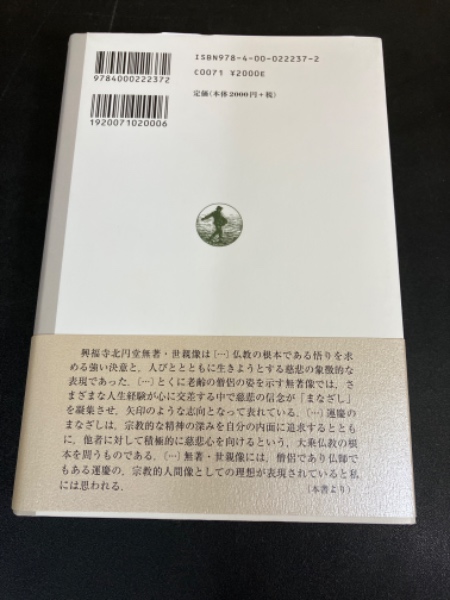 ISBN978-4-00-022237-2
C0071 ¥2000E
定価(本体2000円+税)
9784000222372
1920071020006
興福寺北円堂無著・世親像は〔…〕仏教の根本である悟りを求
める強い決意と，人びととともに生きようとする慈悲の象徴的な
表現であった．〔…〕とくに老齢の僧侶の姿を示す無著像では，さ
まざまな人生経験が心に交差する中で慈悲の信念が「まなざし」
を凝集させ，矢印のような志向となって表れている．〔…〕運慶の
まなざしは，宗教的な精神の深みを自分の内面に追求するととも
に，他者に対して積極的に慈悲心を向けるという，大乗仏教の根
本を問うものである．〔…〕無著・世親像には，僧侶であり仏師で
もある運慶の，宗教的人間像としての理想が表現されていると私
には思われる．
〔本書より〕